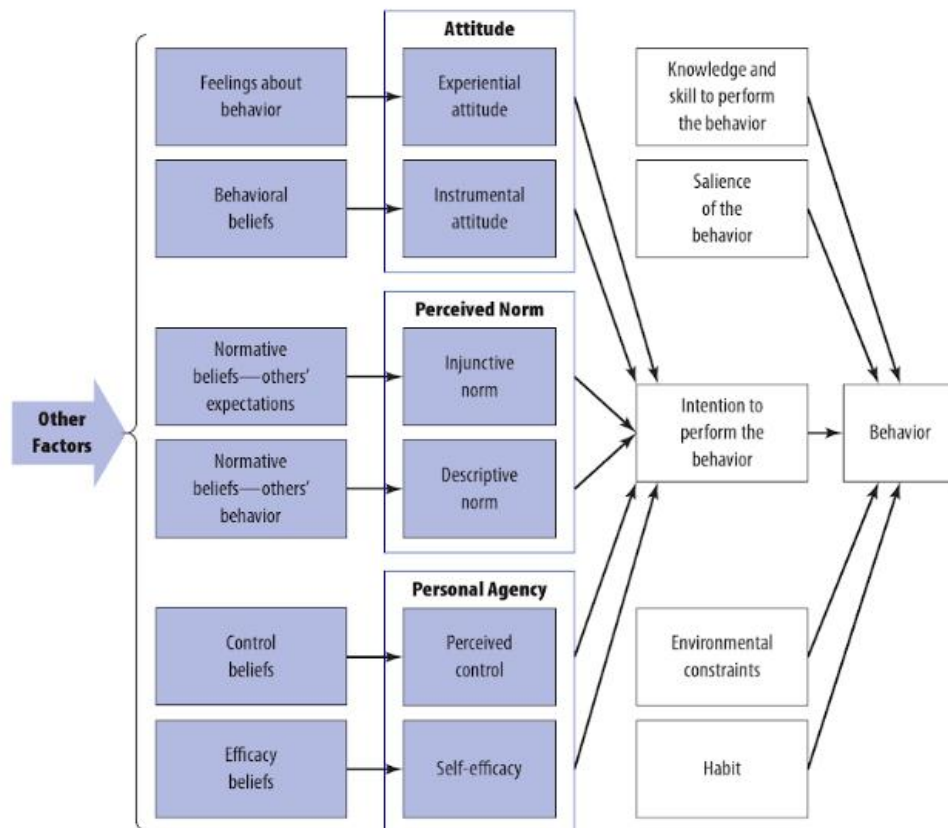 Attitude
Feelings about
behavior
Experiential
attitude
Knowledge and
skill to perform
the behavior
Behavioral
beliefs
Instrumental
attitude
Salience
of the
behavior
Perceived Norm
Normative
beliefs—others’
expectations
Injunctive
norm
Other
Factors
Intention to
perform the
behavior
Behavior
Normative
beliefs—others’
behavior
Descriptive
norm
Personal Agency
Control
beliefs
Perceived
control
Environmental
constraints
Efficacy
beliefs
Self-efficacy
Habit